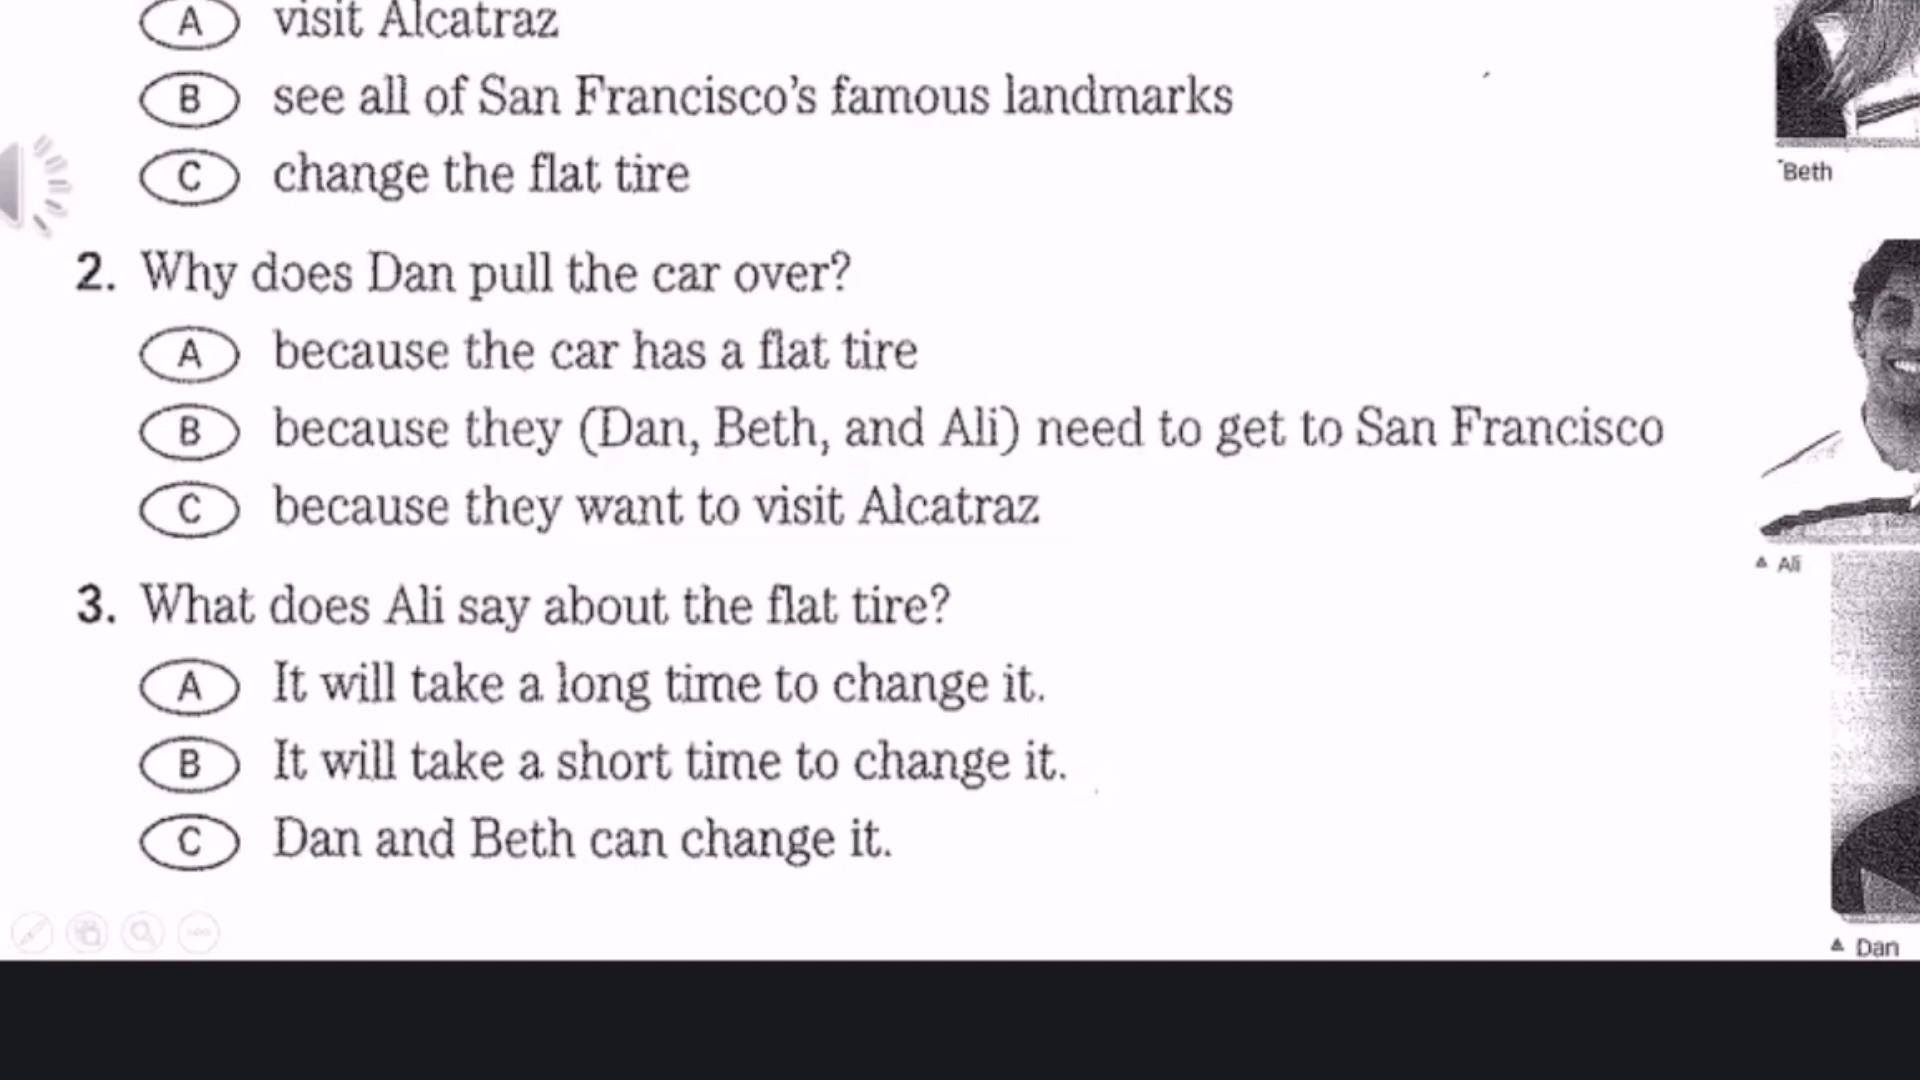 A visit Alcatraz
B see all of San Francisco's famous landmarks
C change the flat tire
Beth
2. Why does Dan pull the car over?
A because the car has a flat tire
B because they (Dan, Beth, and Ali) need to get to San Francisco
C because they want to visit Alcatraz
Ali
3. What does Ali say about the flat tire?
A It will take a long time to change it.
B It will take a short time to change it.
C Dan and Beth can change it.
Dan